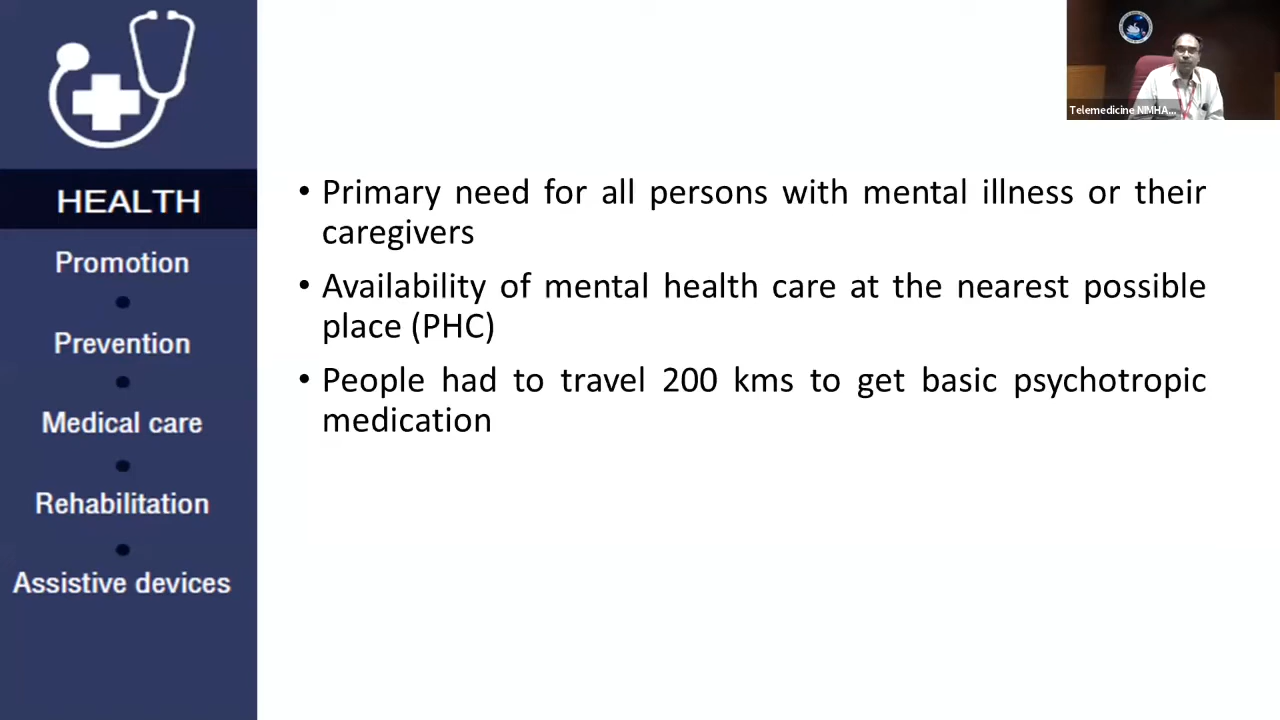 Telemedicine NIMHA...
HEALTH
Promotion
Prevention
Medical care
Rehabilitation
Assistive devices
• Primary need for all persons with mental illness or their
caregivers
• Availability of mental health care at the nearest possible
place (PHC)
• People had to travel 200 kms to get basic psychotropic
medication